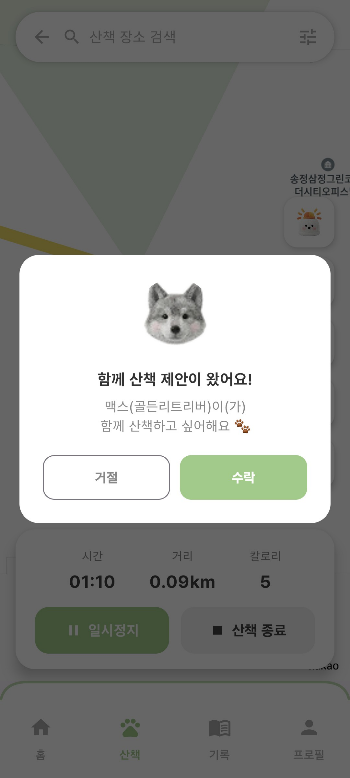 산책 장소 검색
송정삼정그린코
더시티오피스
함께 산책 제안이 왔어요!
맥스(골든리트리버)이(가)
함께 산책하고 싶어해요 🐾
거절
수락
시간
거리
칼로리
01:10
0.09km
5
일시정지
산책 종료
홈
산책
기록
프로필